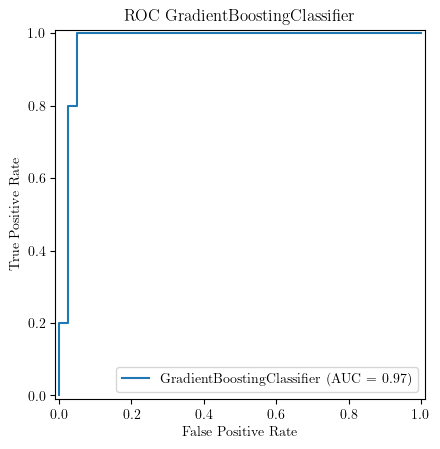 ROC GradientBoostingClassifier
1.0
0.8
0.6
0.4
0.2
0.0
True Positive Rate
GradientBoostingClassifier (AUC = 0.97)
0.0 0.2 0.4 0.6 0.8 1.0
False Positive Rate